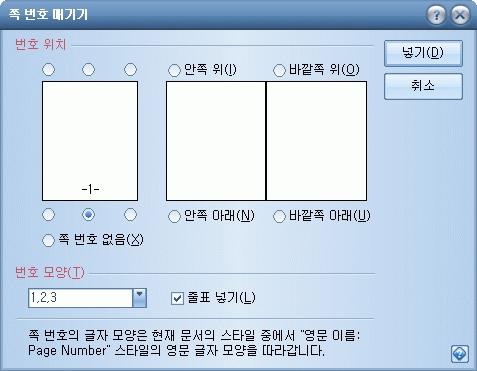 쪽 번호 매기기
번호 위치
안쪽 위(I)
바깥쪽 위(O)
넣기(D)
취소
-1-
안쪽 아래(N)
바깥쪽 아래(U)
쪽 번호 없음(X)
번호 모양(T)
1,2,3
줄표 넣기(L)
쪽 번호의 글자 모양은 현재 문서의 스타일 중에서 "영문 이름:
Page Number" 스타일의 영문 글자 모양을 따라갑니다.